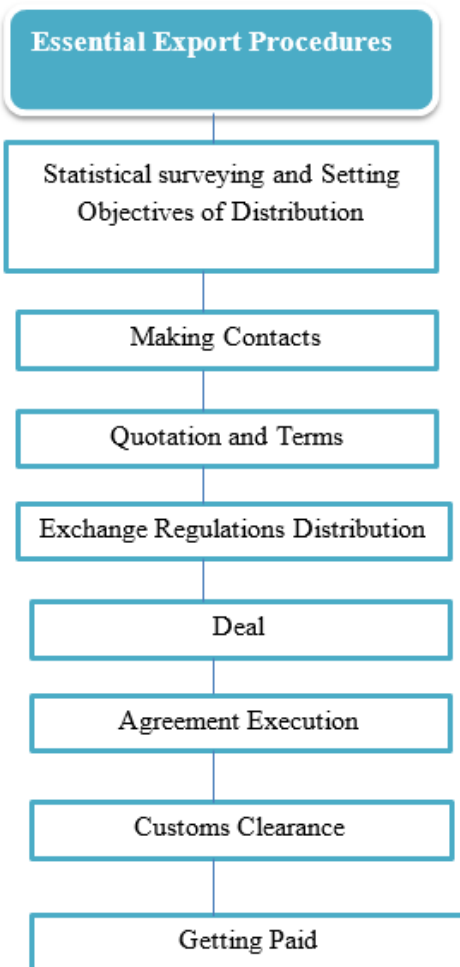 Essential Export Procedures
Statistical surveying and Setting
Objectives of Distribution
Making Contacts
Quotation and Terms
Exchange Regulations Distribution
Deal
Agreement Execution
Customs Clearance
Getting Paid